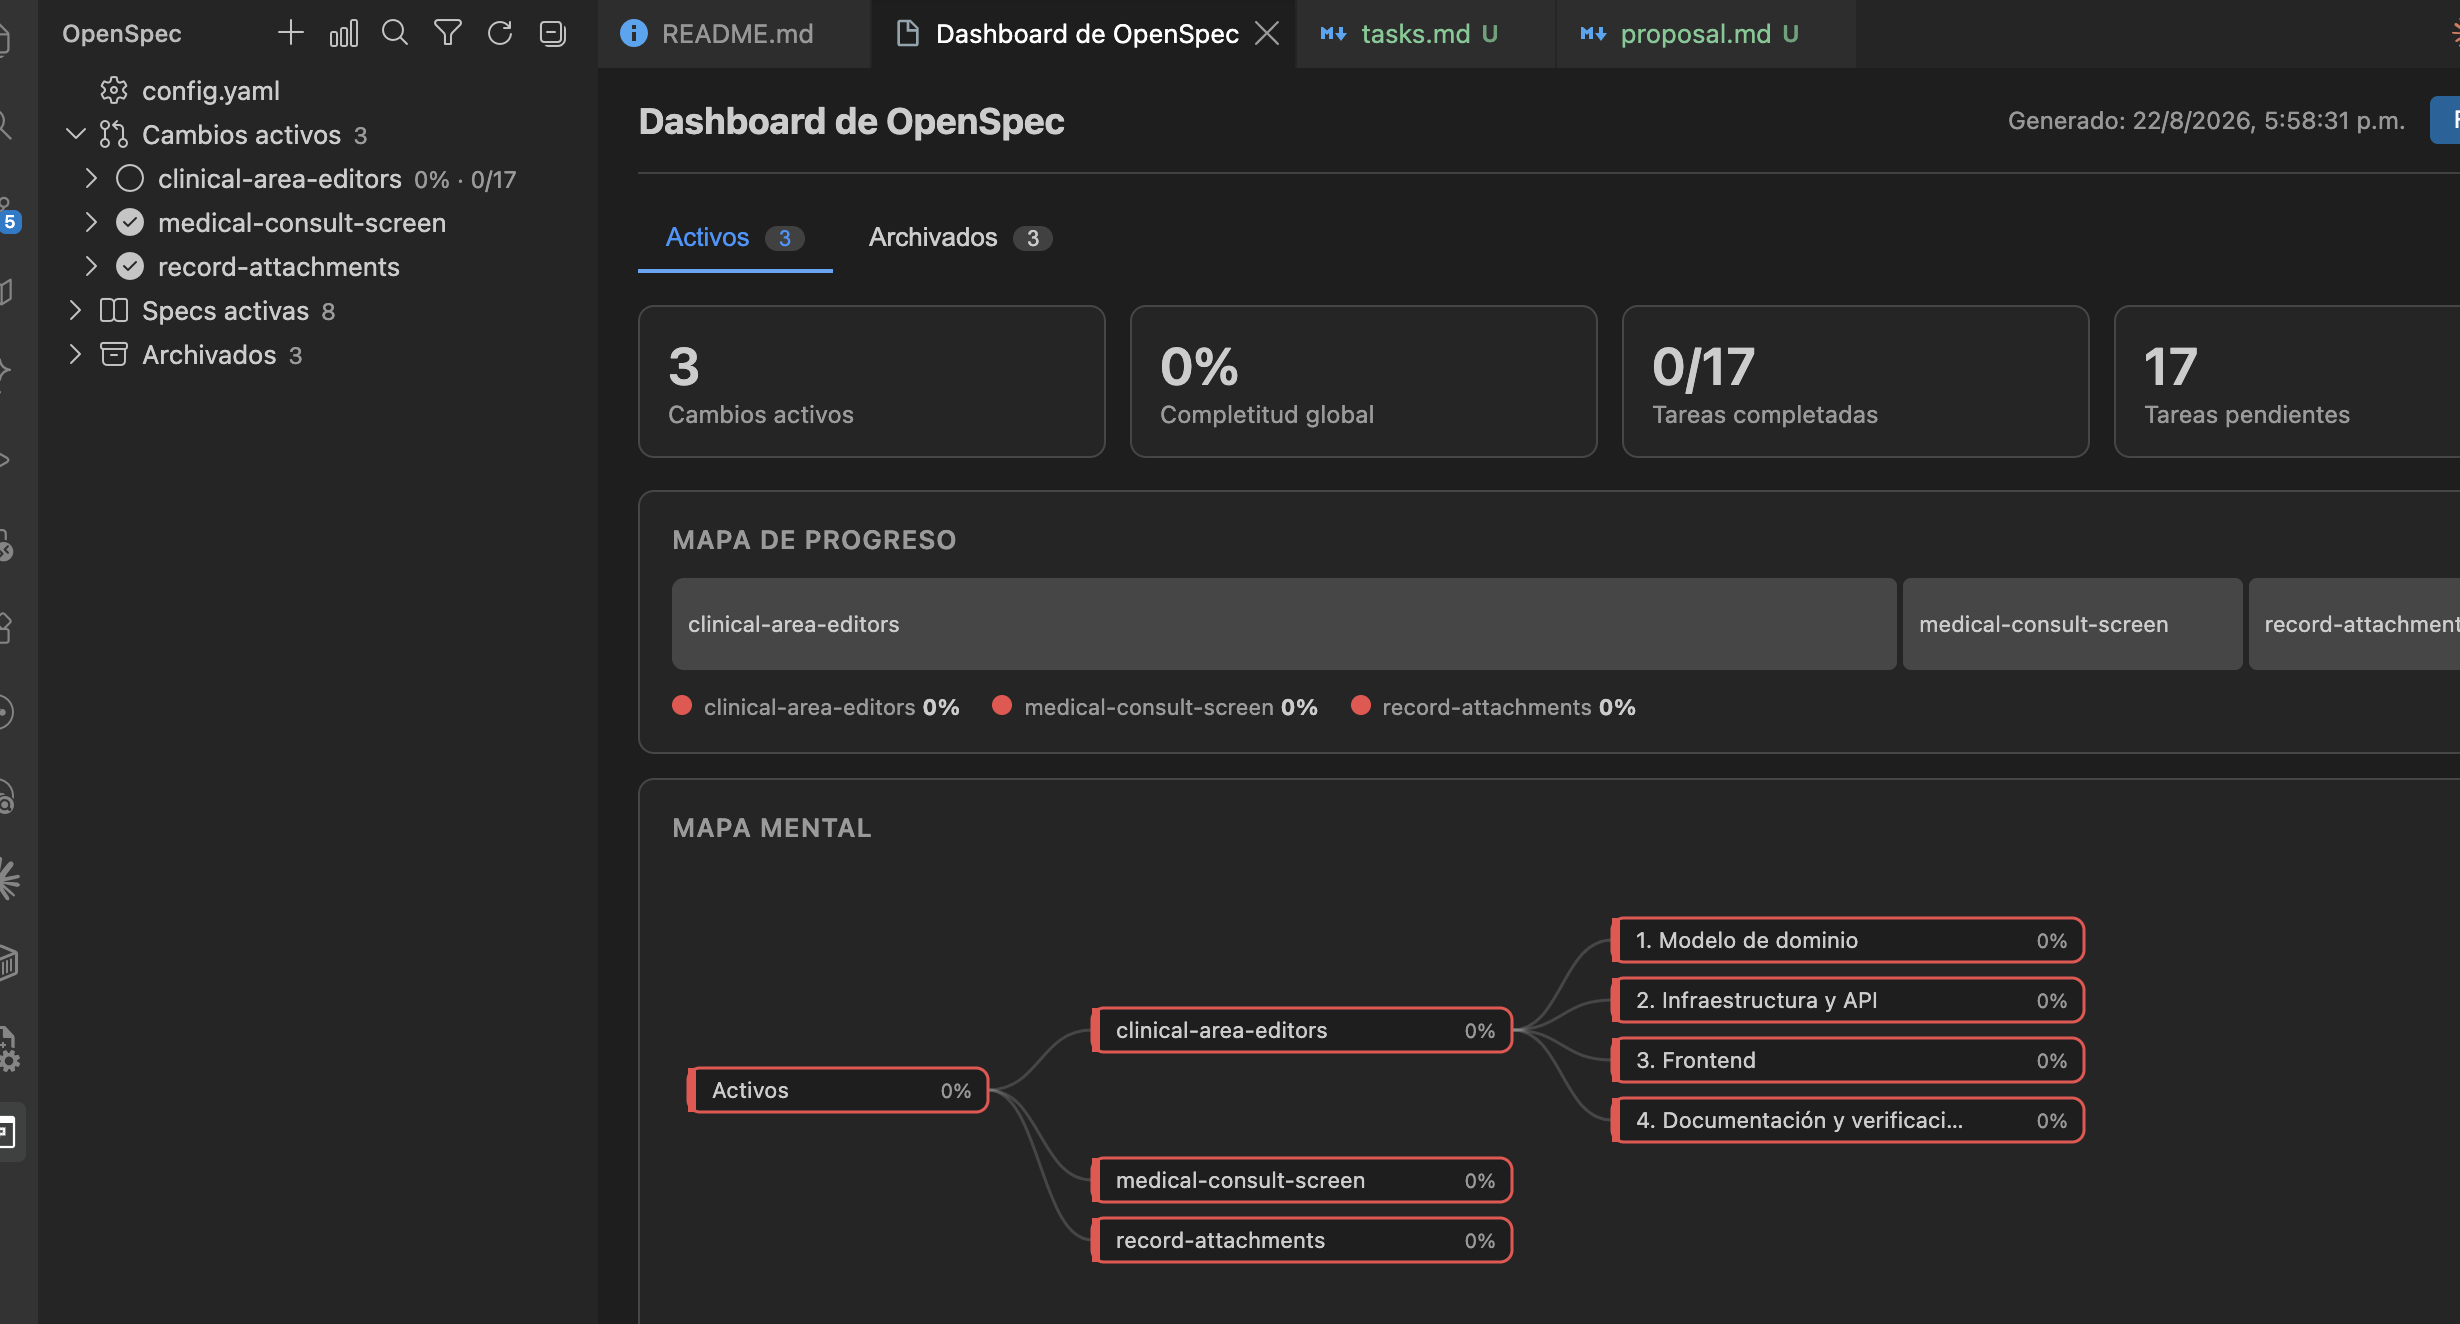 OpenSpec
config.yaml
Cambios activos 3
clinical-area-editors 0% · 0/17
medical-consult-screen
record-attachments
Specs activas 8
Archivados 3
5
README.md
Dashboard de OpenSpec
tasks.md U
proposal.md U
Dashboard de OpenSpec
Generado: 22/8/2026, 5:58:31 p.m.
Activos 3
Archivados 3
3
Cambios activos
0%
Completitud global
0/17
Tareas completadas
17
Tareas pendientes
MAPA DE PROGRESO
clinical-area-editors
medical-consult-screen
record-attachment
clinical-area-editors 0%
medical-consult-screen 0%
record-attachments 0%
MAPA MENTAL
Activos 0%
clinical-area-editors 0%
medical-consult-screen 0%
record-attachments 0%
1. Modelo de dominio 0%
2. Infraestructura y API 0%
3. Frontend 0%
4. Documentación y verificaci... 0%